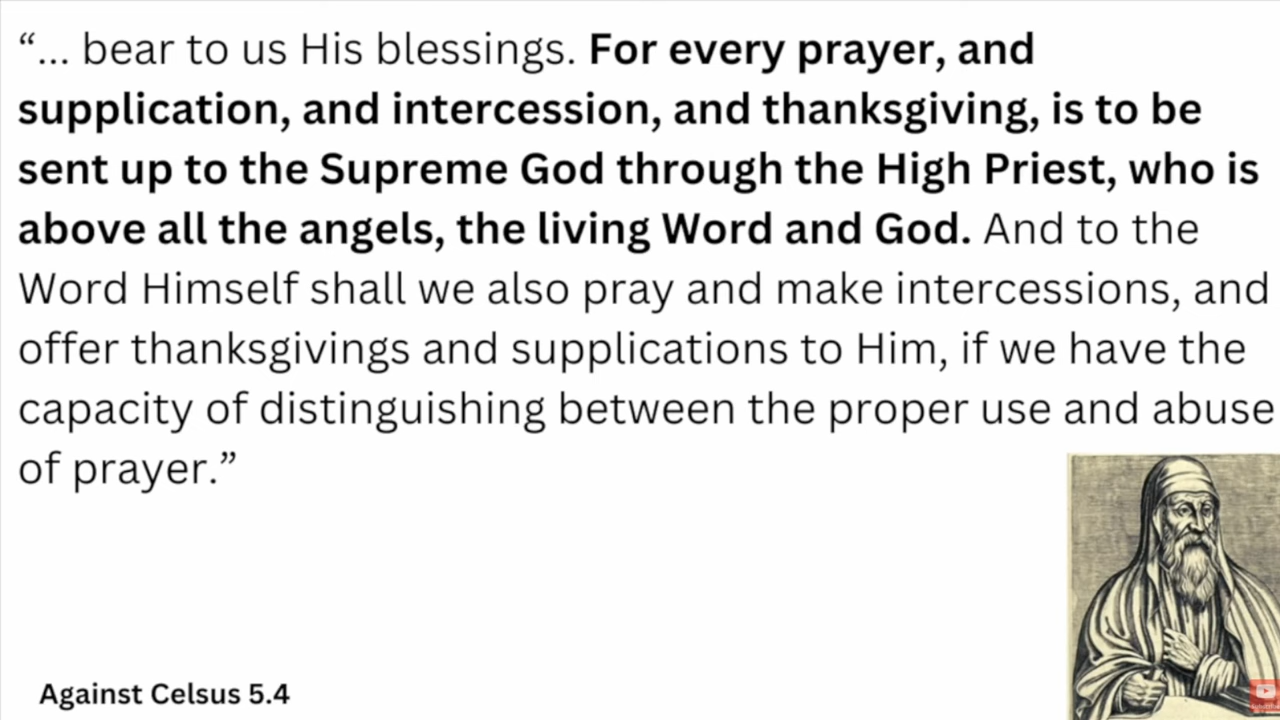 “... bear to us His blessings. For every prayer, and
supplication, and intercession, and thanksgiving, is to be
sent up to the Supreme God through the High Priest, who is
above all the angels, the living Word and God. And to the
Word Himself shall we also pray and make intercessions, and
offer thanksgivings and supplications to Him, if we have the
capacity of distinguishing between the proper use and abuse
of prayer.”
Against Celsus 5.4